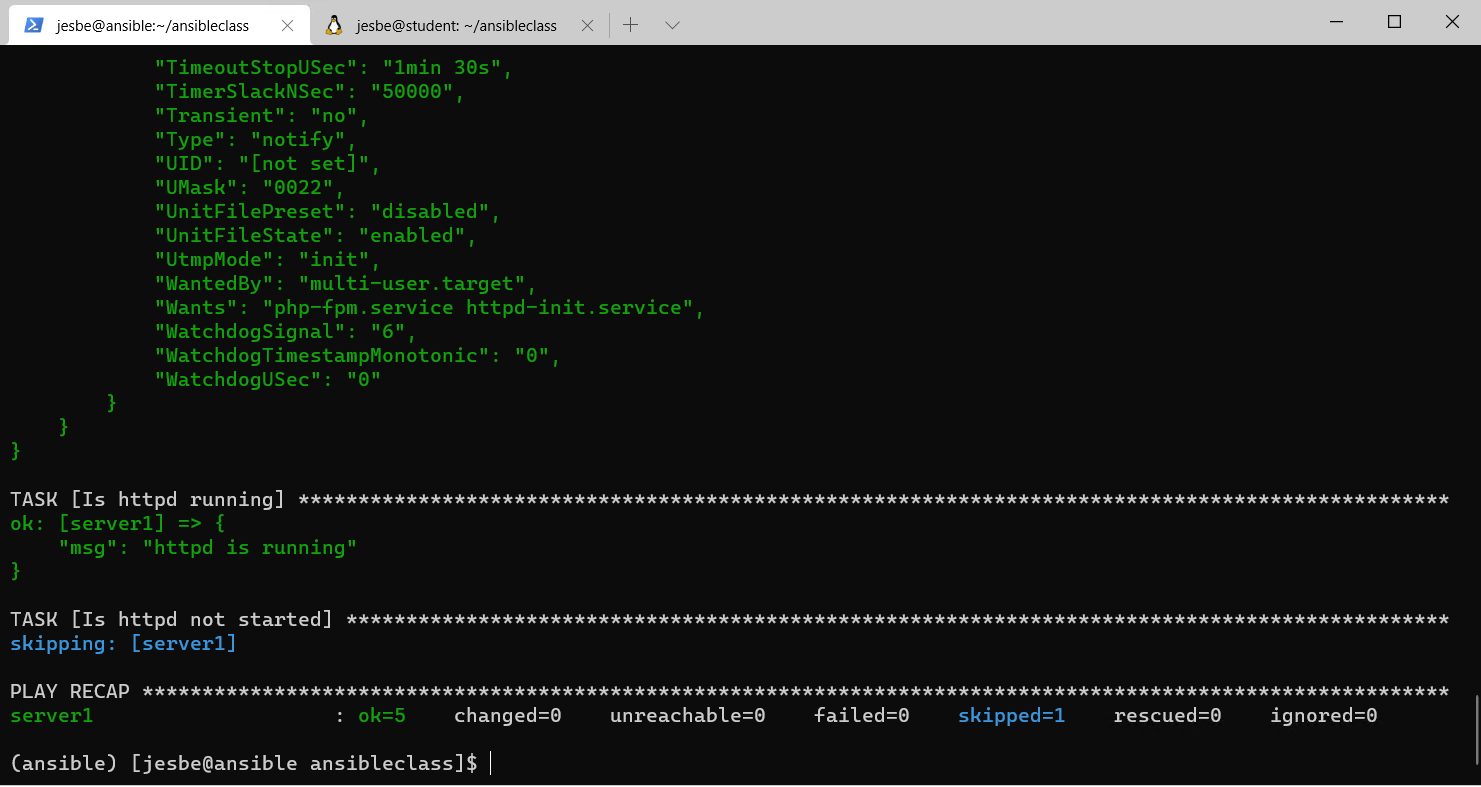 jesbe@ansible:~/ansibleclass jesbe@student: ~/ansibleclass
"TimeoutStopUSec": "1min 30s",
"TimerSlackNSec": "50000",
"Transient": "no",
"Type": "notify",
"UID": "[not set]",
"UMask": "0022",
"UnitFilePreset": "disabled",
"UnitFileState": "enabled",
"UtmpMode": "init",
"WantedBy": "multi-user.target",
"Wants": "php-fpm.service httpd-init.service",
"WatchdogSignal": "6",
"WatchdogTimestampMonotonic": "0",
"WatchdogUSec": "0"
}
}
}
TASK [Is httpd running] ************************************************************************************************
ok: [server1] => {
"msg": "httpd is running"
}
TASK [Is httpd not started] ********************************************************************************************
skipping: [server1]
PLAY RECAP *************************************************************************************************************
server1 : ok=5 changed=0 unreachable=0 failed=0 skipped=1 rescued=0 ignored=0
(ansible) [jesbe@ansible ansibleclass]$